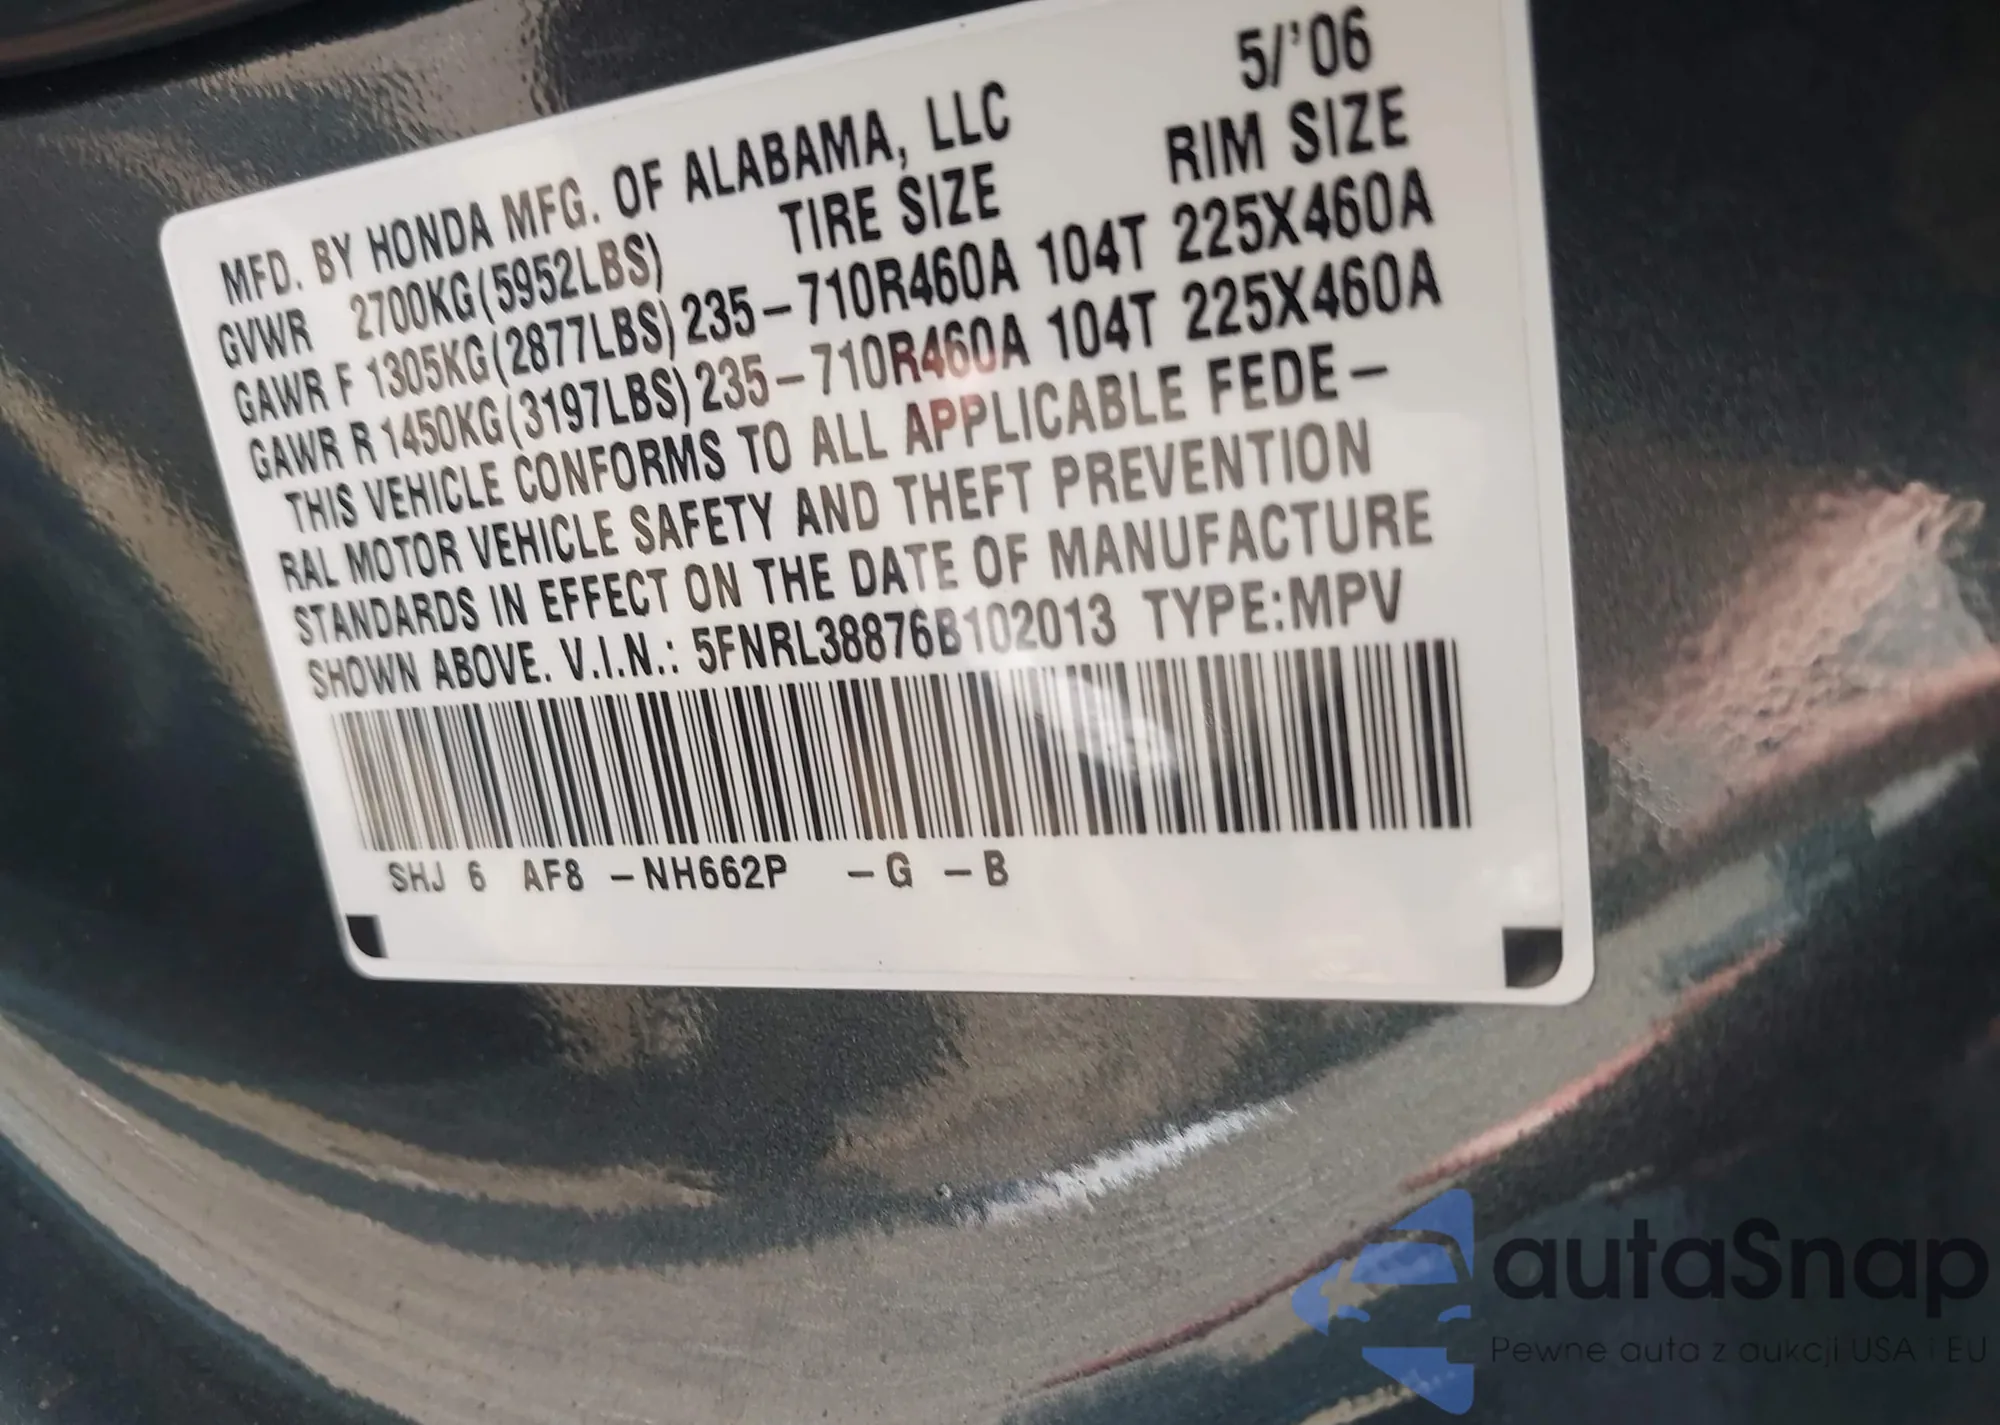 5/'06
MFD. BY HONDA MFG. OF ALABAMA, LLC
TIRE SIZE RIM SIZE
GVWR 2700KG(5952LBS)
GAWR F 1305KG(2877LBS) 235-710R460A 104T 225X460A
GAWR R 1450KG(3197LBS) 235-710R460A 104T 225X460A
THIS VEHICLE CONFORMS TO ALL APPLICABLE FEDE-
RAL MOTOR VEHICLE SAFETY AND THEFT PREVENTION
STANDARDS IN EFFECT ON THE DATE OF MANUFACTURE
SHOWN ABOVE. V.I.N.: 5FNRL38876B102013 TYPE:MPV
SHJ 6 AF8 -NH662P -G -B
autaSnap
Pewne auta z aukcji USA i EU